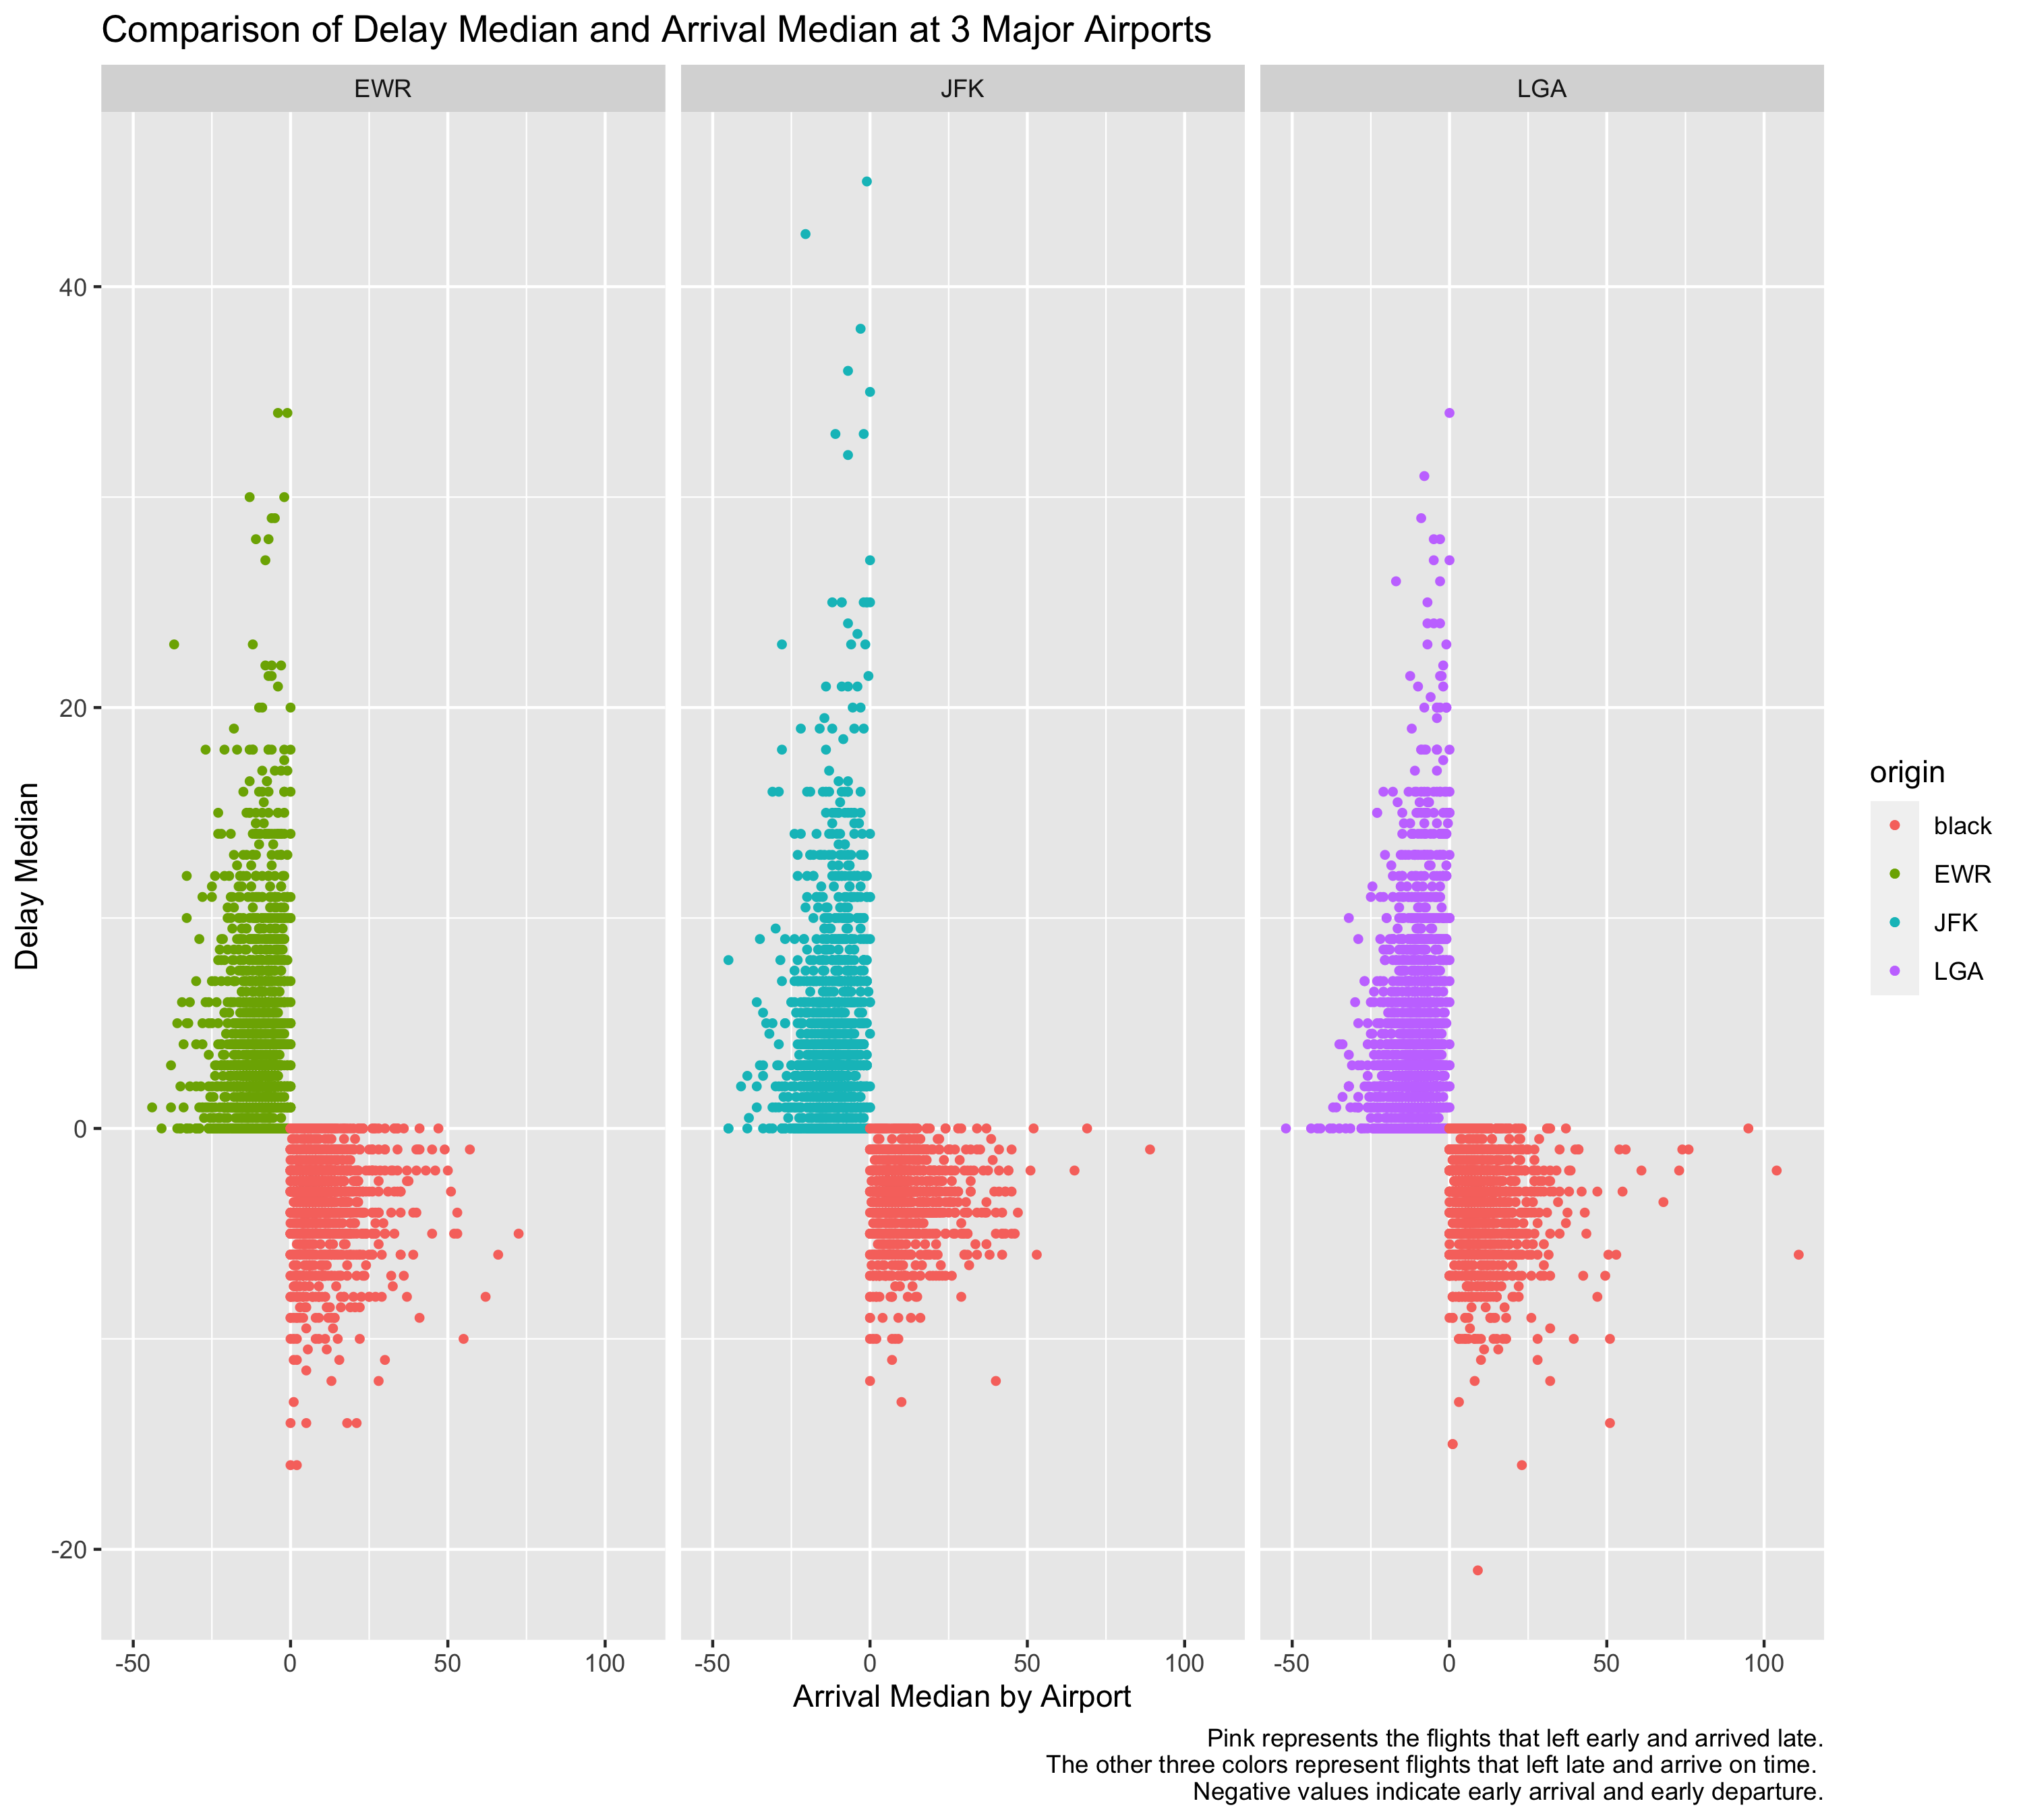 Comparison of Delay Median and Arrival Median at 3 Major Airports
EWR
JFK
LGA
40
20
0
-20
Delay Median
-50
0
50
100
-50
0
50
100
-50
0
50
100
Arrival Median by Airport
origin
black
EWR
JFK
LGA
Pink represents the flights that left early and arrived late.
The other three colors represent flights that left late and arrive on time.
Negative values indicate early arrival and early departure.